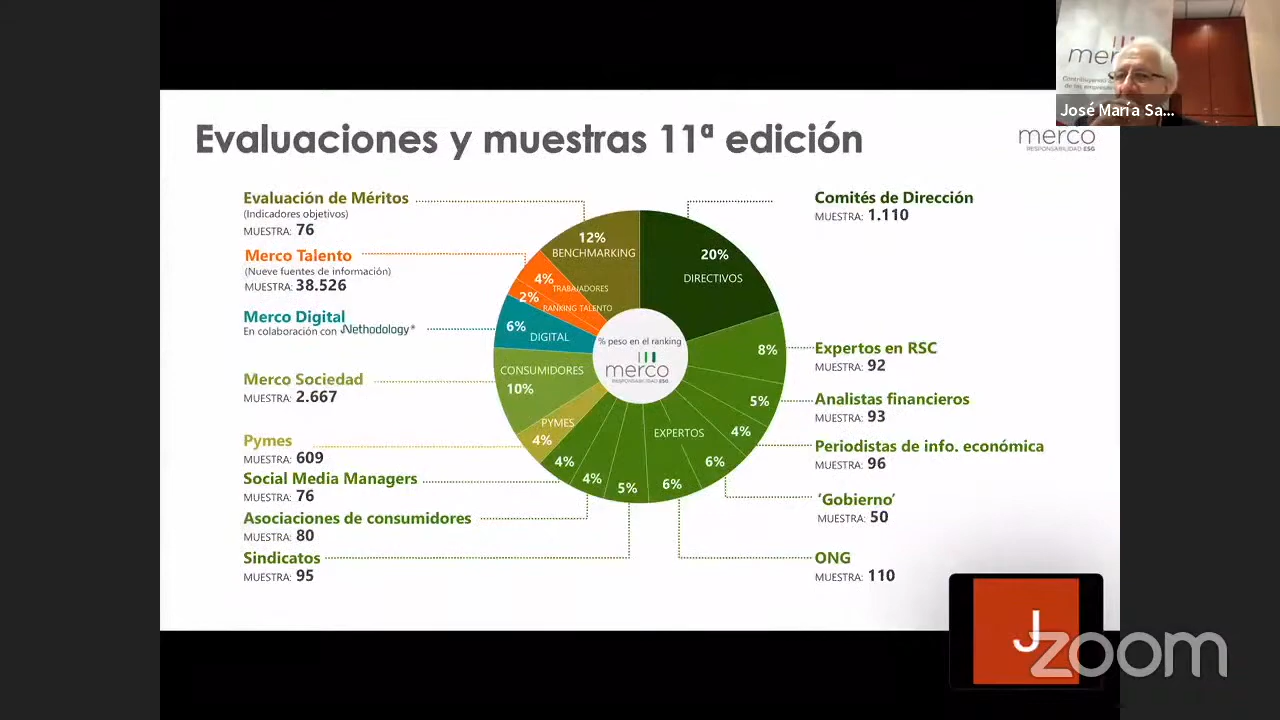 merco
José María Sa...
Evaluaciones y muestras 11ª edición
merco
RESPONSABILIDAD ESG
Evaluación de Méritos
(Indicadores objetivos)
MUESTRA: 76
Merco Talento
(Nueve fuentes de información)
MUESTRA: 38.526
Merco Digital
En colaboración con Nethodology*
Merco Sociedad
MUESTRA: 2.667
Pymes
MUESTRA: 609
Social Media Managers
MUESTRA: 76
Asociaciones de consumidores
MUESTRA: 80
Sindicatos
MUESTRA: 95
12%
BENCHMARKING
20%
DIRECTIVOS
4%
TRABAJADORES
2%
RANKING TALENTO
6%
DIGITAL
% peso en el ranking
merco
RESPONSABILIDAD ESG
CONSUMIDORES
10%
PYMES
4%
EXPERTOS
8%
5%
4%
6%
6%
5%
4%
4%
Comités de Dirección
MUESTRA: 1.110
Expertos en RSC
MUESTRA: 92
Analistas financieros
MUESTRA: 93
Periodistas de info. económica
MUESTRA: 96
‘Gobierno’
MUESTRA: 50
ONG
MUESTRA: 110
J
zoom